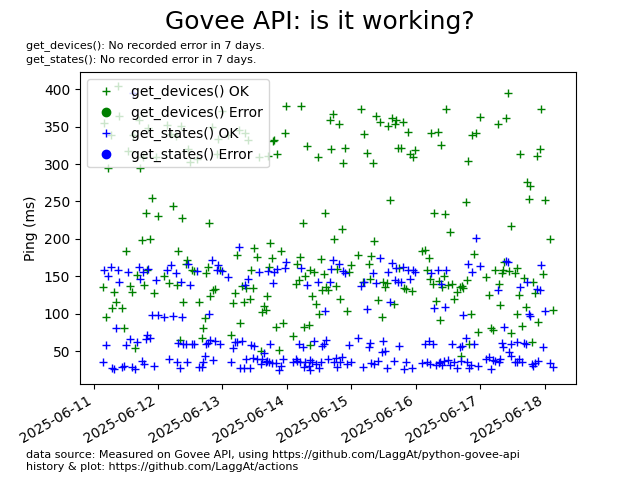 Govee API: is it working?
get_devices(): No recorded error in 7 days.
get_states(): No recorded error in 7 days.
get_devices() OK
get_devices() Error
get_states() OK
get_states() Error
Ping (ms)
400
350
300
250
200
150
100
50
2025-06-11
2025-06-12
2025-06-13
2025-06-14
2025-06-15
2025-06-16
2025-06-17
2025-06-18
data source: Measured on Govee API, using https://github.com/LaggAt/python-govee-api
history & plot: https://github.com/LaggAt/actions